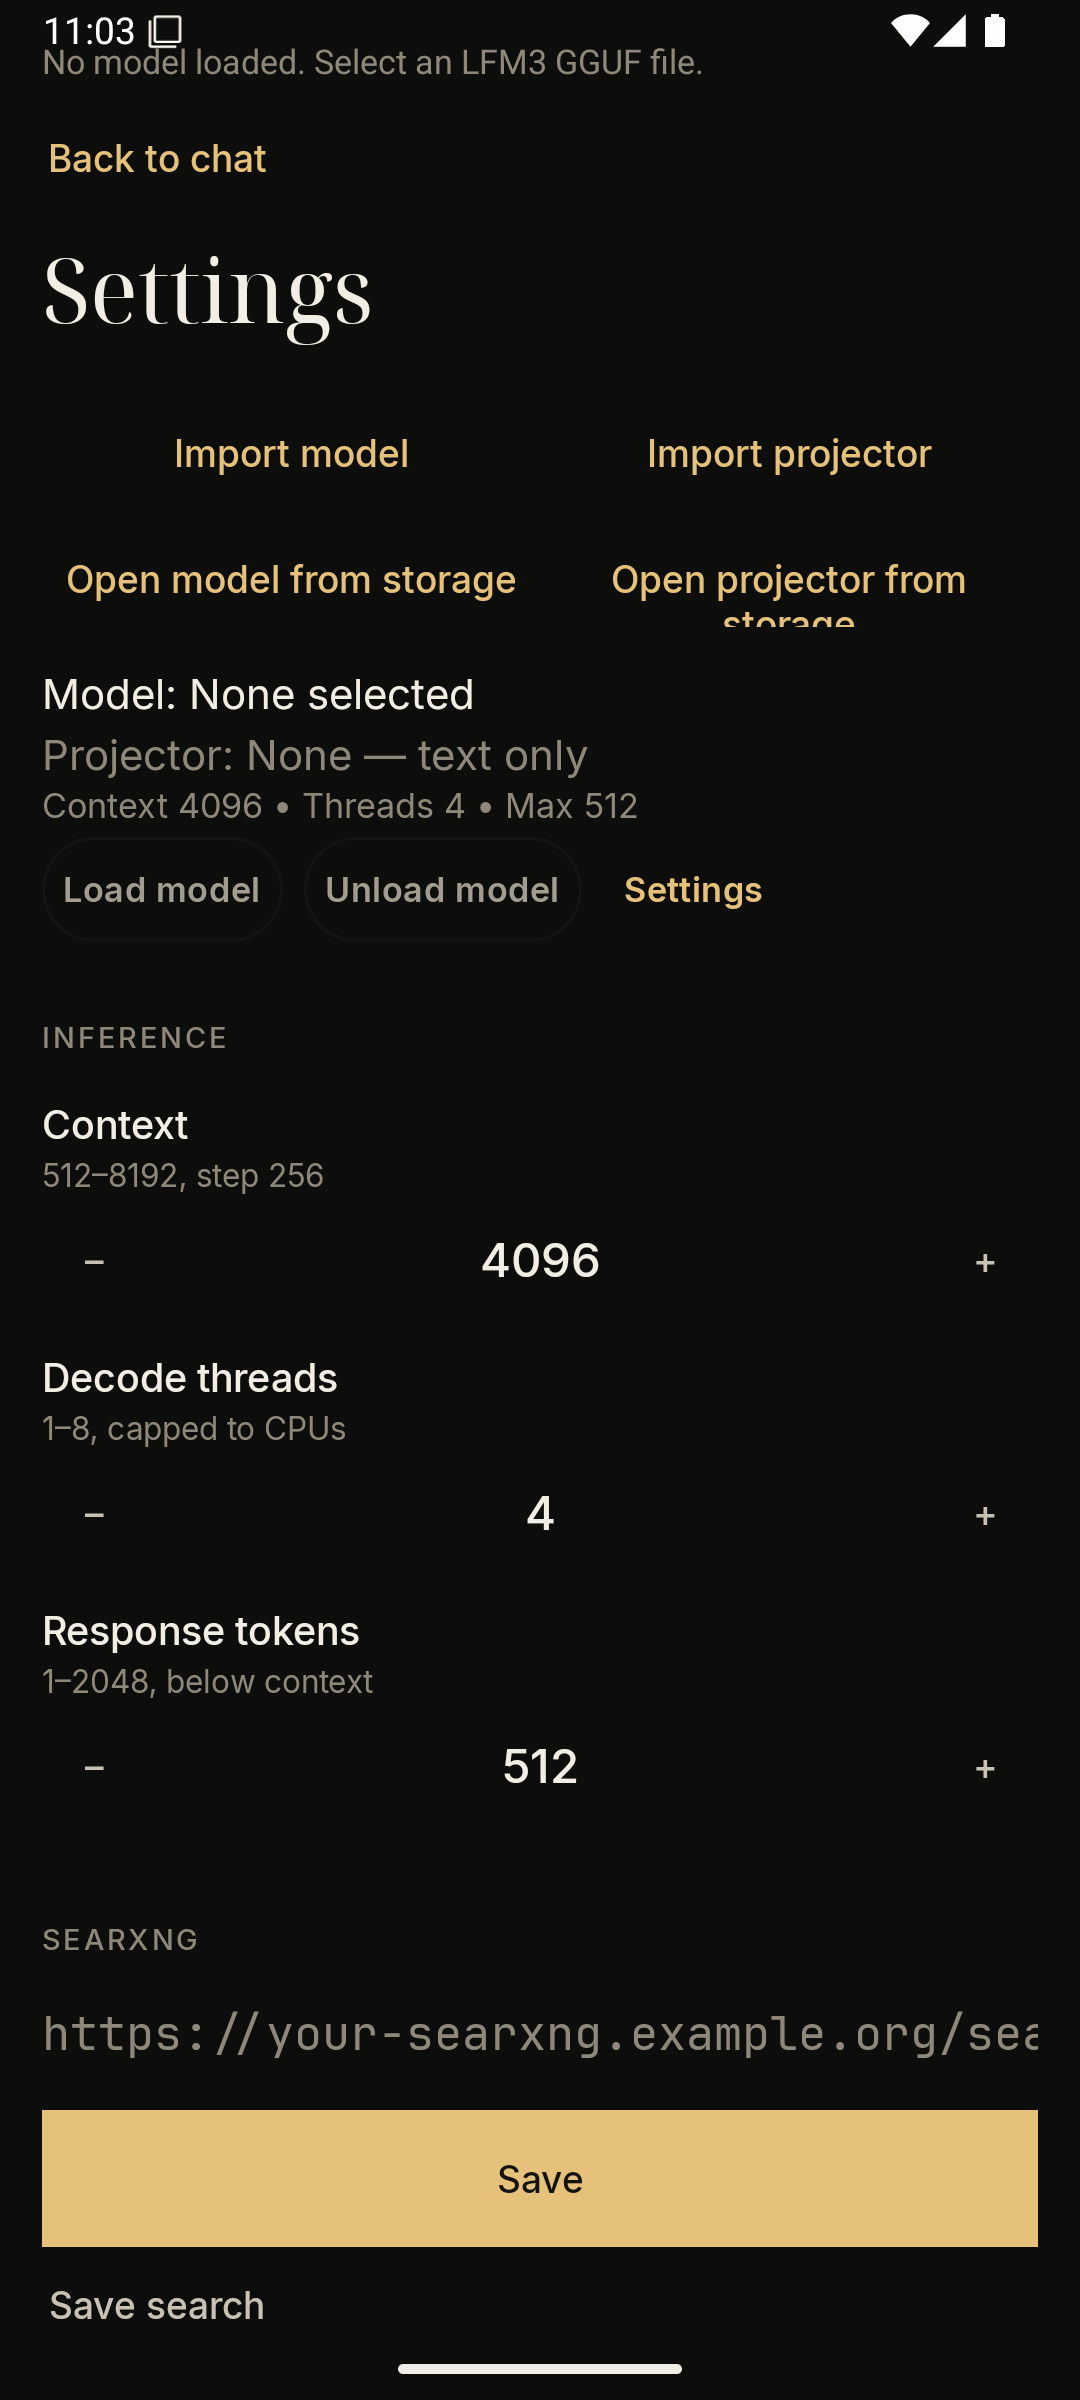 11:03
No model loaded. Select an LFM3 GGUF file.
Back to chat
Settings
Import model
Import projector
Open model from storage
Open projector from
storage
Model: None selected
Projector: None — text only
Context 4096 • Threads 4 • Max 512
Load model
Unload model
Settings
INFERENCE
Context
512–8192, step 256
– 4096 +
Decode threads
1–8, capped to CPUs
– 4 +
Response tokens
1–2048, below context
– 512 +
SEARXNG
https://your-searxng.example.org/sea
Save
Save search